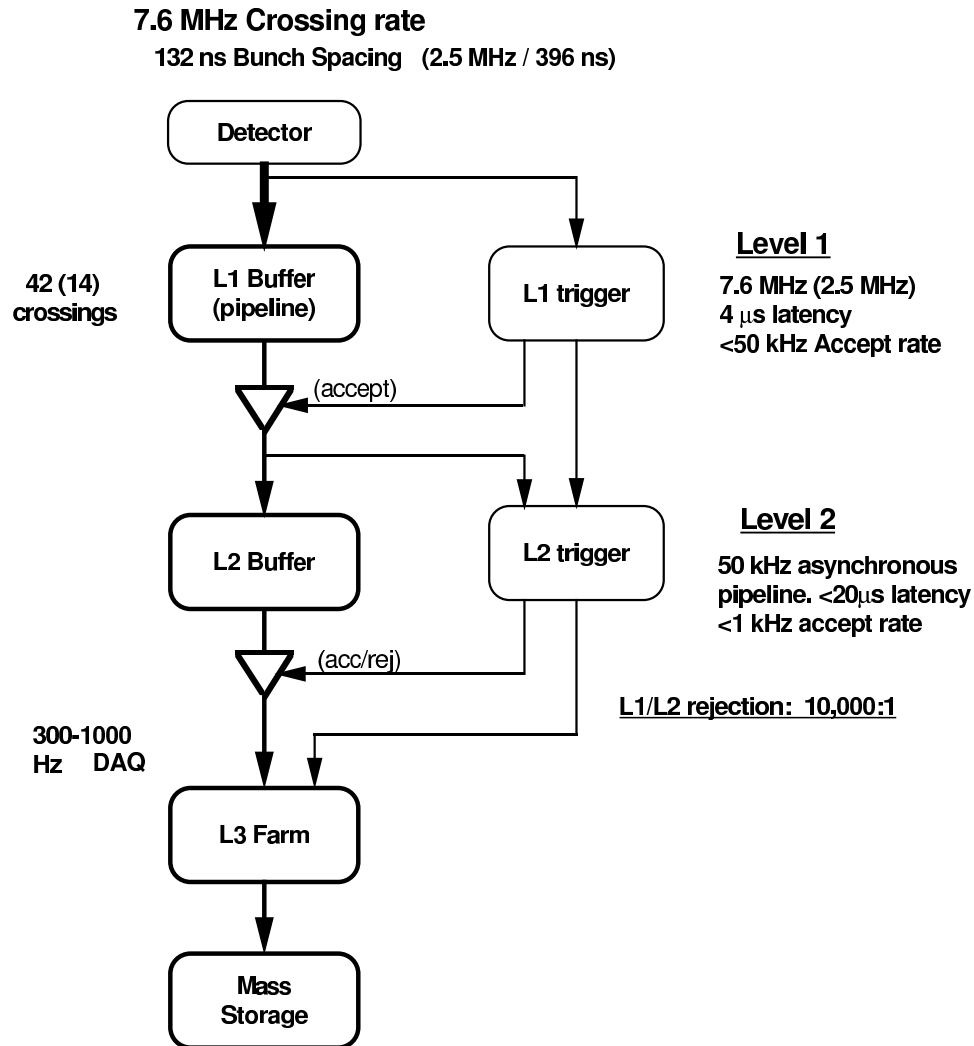 7.6 MHz Crossing rate
132 ns Bunch Spacing (2.5 MHz / 396 ns)
Detector
42 (14)
crossings
L1 Buffer
(pipeline)
L1 trigger
Level 1
7.6 MHz (2.5 MHz)
4 μs latency
<50 kHz Accept rate
(accept)
L2 Buffer
L2 trigger
Level 2
50 kHz asynchronous
pipeline. <20μs latency
<1 kHz accept rate
(acc/rej)
L1/L2 rejection: 10,000:1
300-1000
Hz DAQ
L3 Farm
Mass
Storage